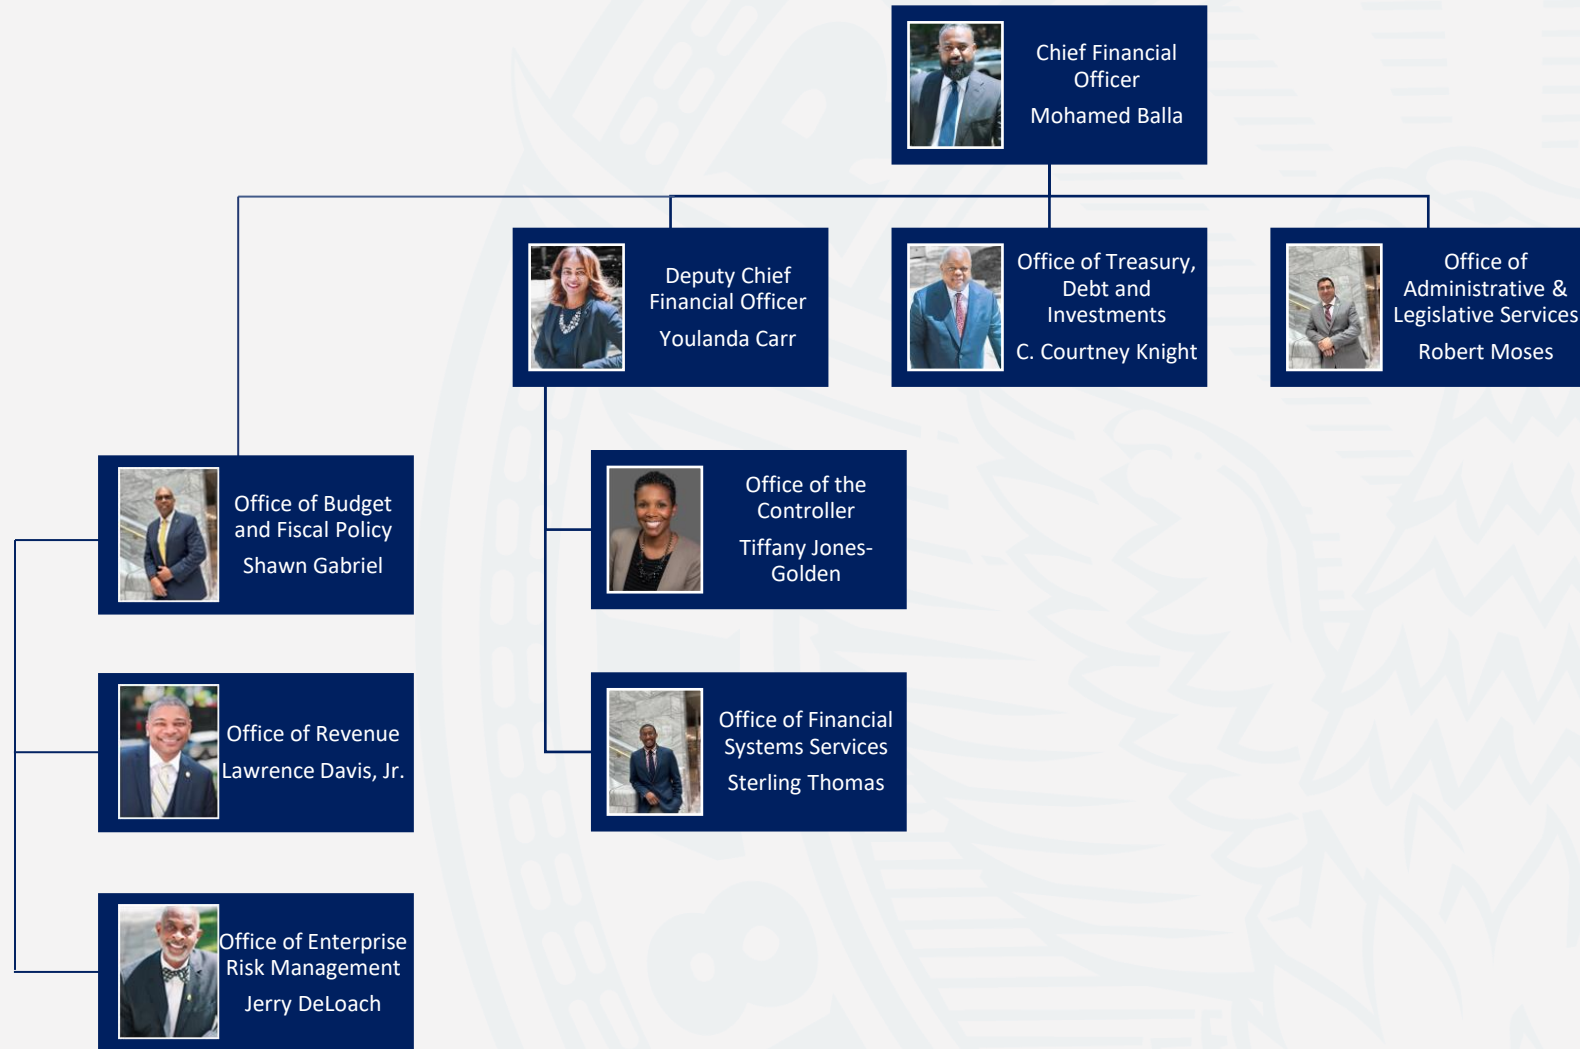 Chief Financial
Officer
Mohamed Balla
Deputy Chief
Financial Officer
Youlanda Carr
Office of Treasury,
Debt and
Investments
C. Courtney Knight
Office of
Administrative &
Legislative Services
Robert Moses
Office of Budget
and Fiscal Policy
Shawn Gabriel
Office of the
Controller
Tiffany Jones-
Golden
Office of Revenue
Lawrence Davis, Jr.
Office of Financial
Systems Services
Sterling Thomas
Office of Enterprise
Risk Management
Jerry DeLoach